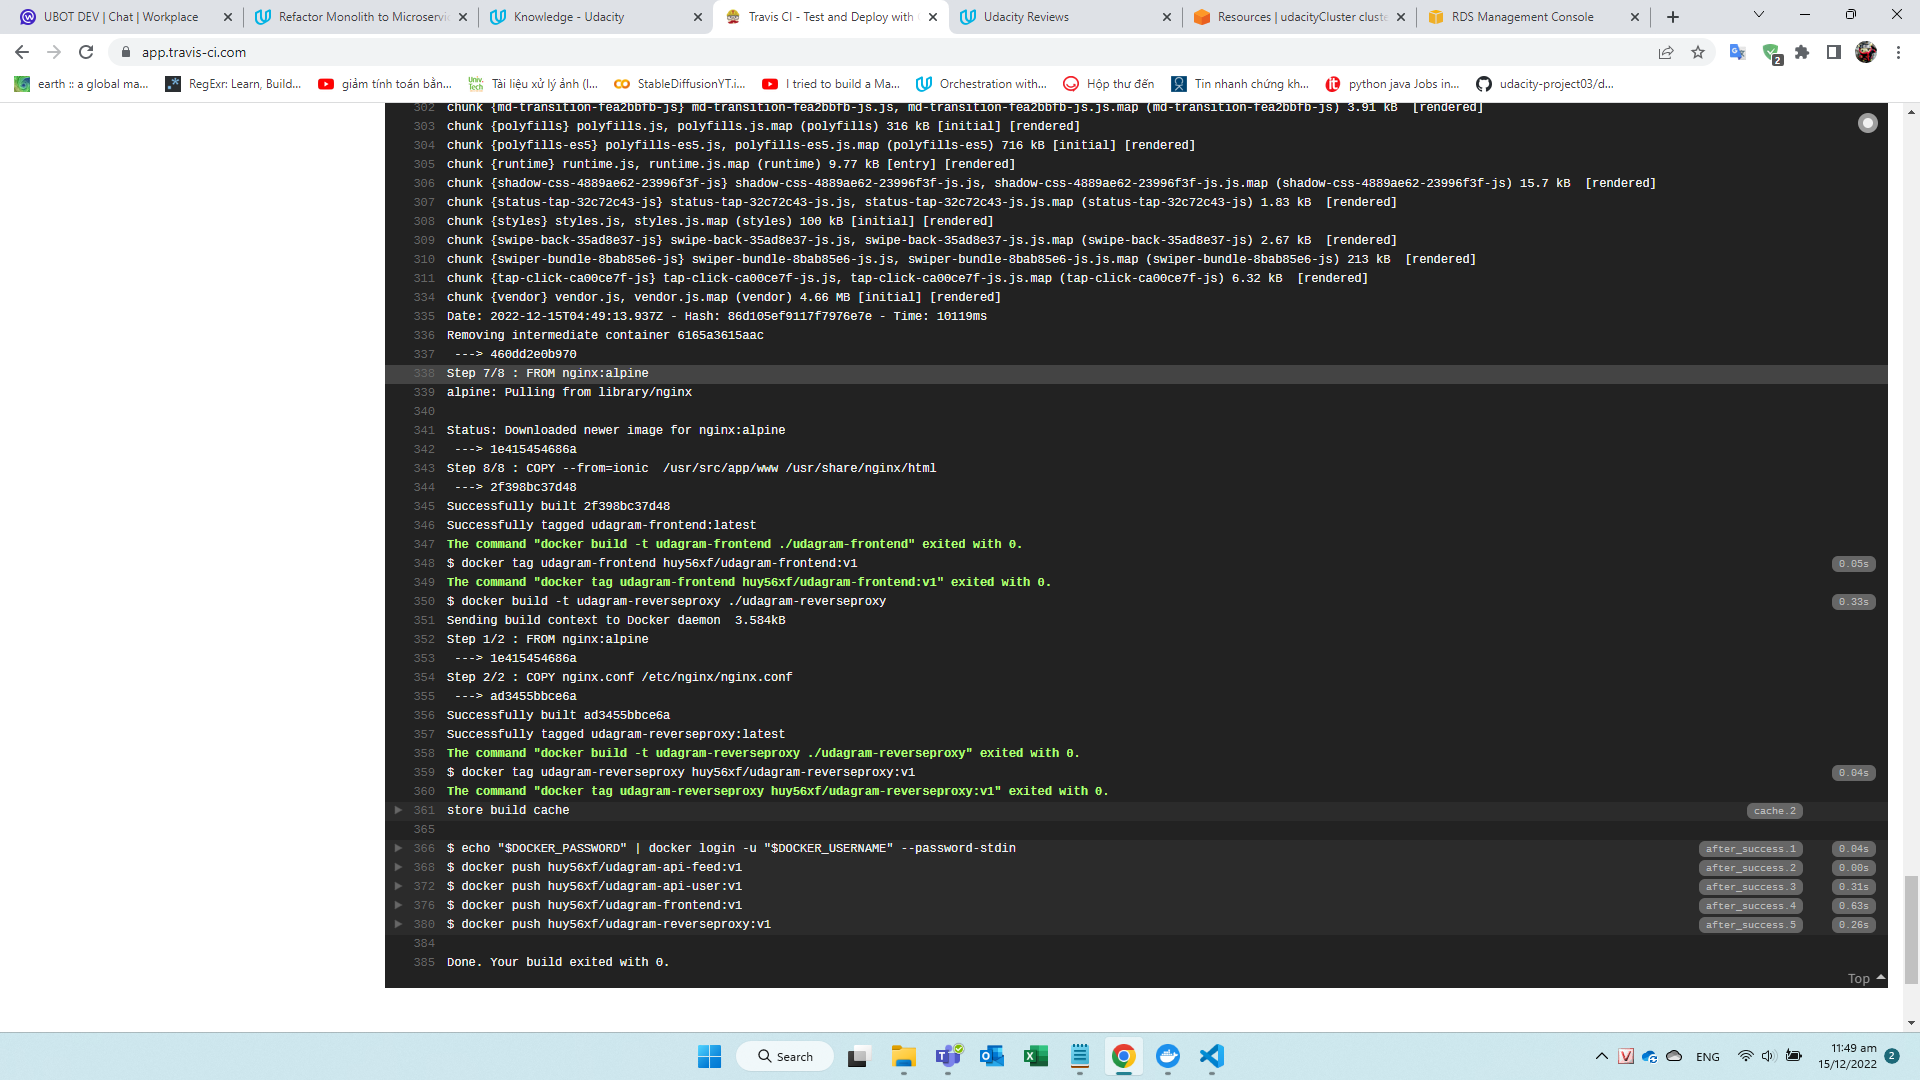 UBOT DEV | Chat | Workplace
Refactor Monolith to Microservic
Knowledge - Udacity
Travis CI - Test and Deploy with
Udacity Reviews
Resources | udacityCluster cluste
RDS Management Console
app.travis-ci.com
earth :: a global ma...
RegExr: Learn, Build...
giảm tính toán bằn...
Tài liệu xử lý ảnh (I...
StableDiffusionYT.i...
I tried to build a Ma...
Orchestration with...
Hộp thư đến
Tin nhanh chứng kh...
python java Jobs in...
udacity-project03/d...
302 chunk {md-transition-fea2bbfb-js} md-transition-fea2bbfb-js.js, md-transition-fea2bbfb-js.js.map (md-transition-fea2bbfb-js) 3.91 kB  [rendered]
303 chunk {polyfills} polyfills.js, polyfills.js.map (polyfills) 316 kB [initial] [rendered]
304 chunk {polyfills-es5} polyfills-es5.js, polyfills-es5.js.map (polyfills-es5) 716 kB [initial] [rendered]
305 chunk {runtime} runtime.js, runtime.js.map (runtime) 9.77 kB [entry] [rendered]
306 chunk {shadow-css-4889ae62-23996f3f-js} shadow-css-4889ae62-23996f3f-js.js, shadow-css-4889ae62-23996f3f-js.js.map (shadow-css-4889ae62-23996f3f-js) 15.7 kB  [rendered]
307 chunk {status-tap-32c72c43-js} status-tap-32c72c43-js.js, status-tap-32c72c43-js.js.map (status-tap-32c72c43-js) 1.83 kB  [rendered]
308 chunk {styles} styles.js, styles.js.map (styles) 100 kB [initial] [rendered]
309 chunk {swipe-back-35ad8e37-js} swipe-back-35ad8e37-js.js, swipe-back-35ad8e37-js.js.map (swipe-back-35ad8e37-js) 2.67 kB  [rendered]
310 chunk {swiper-bundle-8bab85e6-js} swiper-bundle-8bab85e6-js.js, swiper-bundle-8bab85e6-js.js.map (swiper-bundle-8bab85e6-js) 213 kB  [rendered]
311 chunk {tap-click-ca00ce7f-js} tap-click-ca00ce7f-js.js, tap-click-ca00ce7f-js.js.map (tap-click-ca00ce7f-js) 6.32 kB  [rendered]
334 chunk {vendor} vendor.js, vendor.js.map (vendor) 4.66 MB [initial] [rendered]
335 Date: 2022-12-15T04:49:13.937Z - Hash: 86d105ef9117f7976e7e - Time: 10119ms
336 Removing intermediate container 6165a3615aac
337  ---> 460dd2e0b970
338 Step 7/8 : FROM nginx:alpine
339 alpine: Pulling from library/nginx
340
341 Status: Downloaded newer image for nginx:alpine
342  ---> 1e415454686a
343 Step 8/8 : COPY --from=ionic  /usr/src/app/www /usr/share/nginx/html
344  ---> 2f398bc37d48
345 Successfully built 2f398bc37d48
346 Successfully tagged udagram-frontend:latest
347 The command "docker build -t udagram-frontend ./udagram-frontend" exited with 0.
348 $ docker tag udagram-frontend huy56xf/udagram-frontend:v1 0.05s
349 The command "docker tag udagram-frontend huy56xf/udagram-frontend:v1" exited with 0.
350 $ docker build -t udagram-reverseproxy ./udagram-reverseproxy 0.33s
351 Sending build context to Docker daemon  3.584kB
352 Step 1/2 : FROM nginx:alpine
353  ---> 1e415454686a
354 Step 2/2 : COPY nginx.conf /etc/nginx/nginx.conf
355  ---> ad3455bbce6a
356 Successfully built ad3455bbce6a
357 Successfully tagged udagram-reverseproxy:latest
358 The command "docker build -t udagram-reverseproxy ./udagram-reverseproxy" exited with 0.
359 $ docker tag udagram-reverseproxy huy56xf/udagram-reverseproxy:v1 0.04s
360 The command "docker tag udagram-reverseproxy huy56xf/udagram-reverseproxy:v1" exited with 0.
361 store build cache cache.2
365
366 $ echo "$DOCKER_PASSWORD" | docker login -u "$DOCKER_USERNAME" --password-stdin after_success.1 0.04s
368 $ docker push huy56xf/udagram-api-feed:v1 after_success.2 0.00s
372 $ docker push huy56xf/udagram-api-user:v1 after_success.3 0.31s
376 $ docker push huy56xf/udagram-frontend:v1 after_success.4 0.63s
380 $ docker push huy56xf/udagram-reverseproxy:v1 after_success.5 0.26s
384
385 Done. Your build exited with 0.
Top
Search
ENG
11:49 am
15/12/2022
2